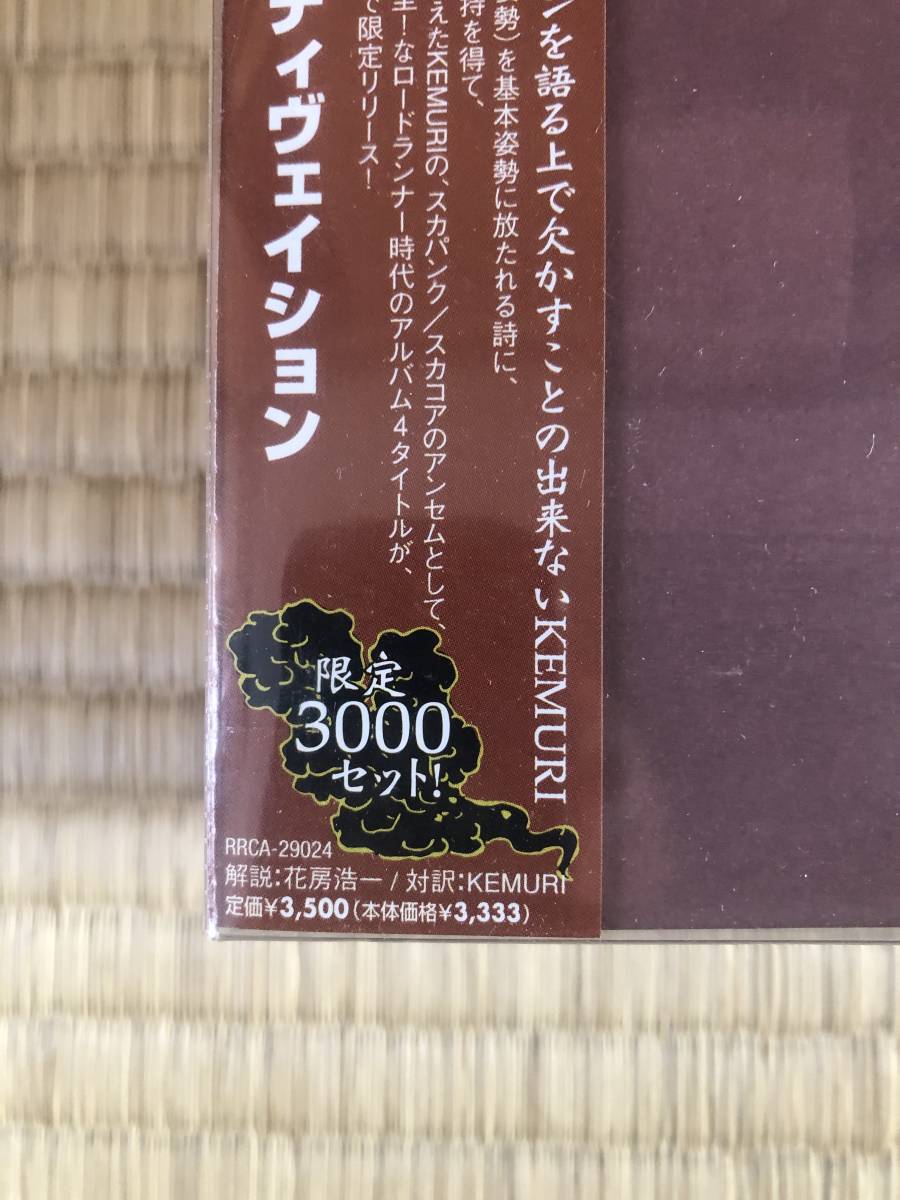 ンを語る上で欠かすことの出来ないKEMURI
勢）を基本姿勢に放たれる詩に、
持を得て、
えたKEMURIの、スカパンク／スカコアのアンセムとして、
！なロードランナー時代のアルバム4タイトルが、
で限定リリース！
ティヴェイション
限定
3000
セット！
RRCA-29024
解説：花房浩一 / 対訳：KEMURI
定価¥3,500（本体価格¥3,333）